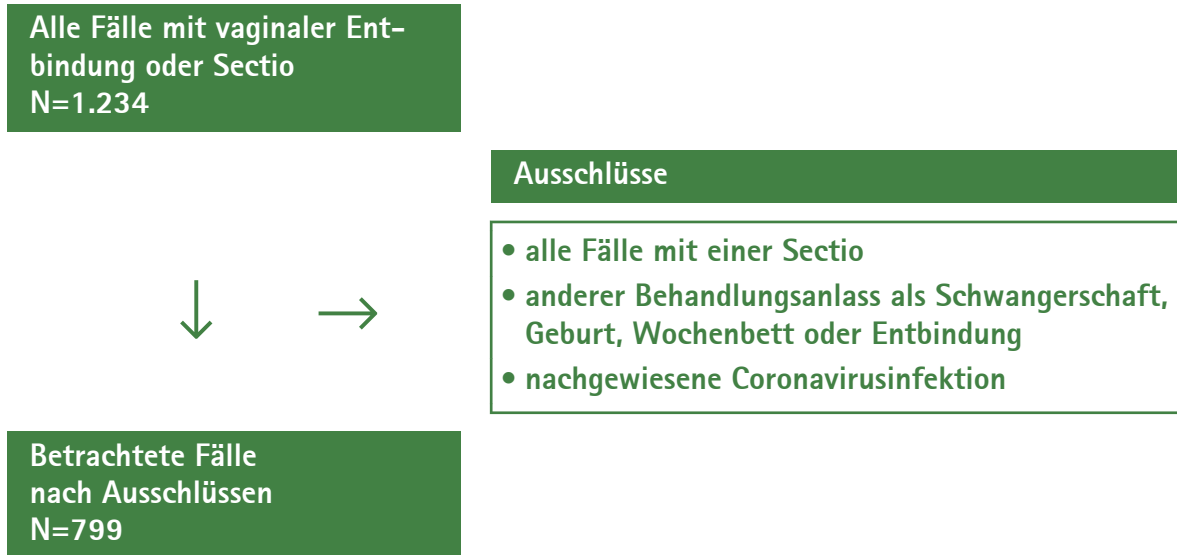 Alle Fälle mit vaginaler Ent-
bindung oder Sectio
N=1.234
Ausschlüsse
• alle Fälle mit einer Sectio
• anderer Behandlungsanlass als Schwangerschaft,
Geburt, Wochenbett oder Entbindung
• nachgewiesene Coronavirusinfektion
Betrachtete Fälle
nach Ausschlüssen
N=799